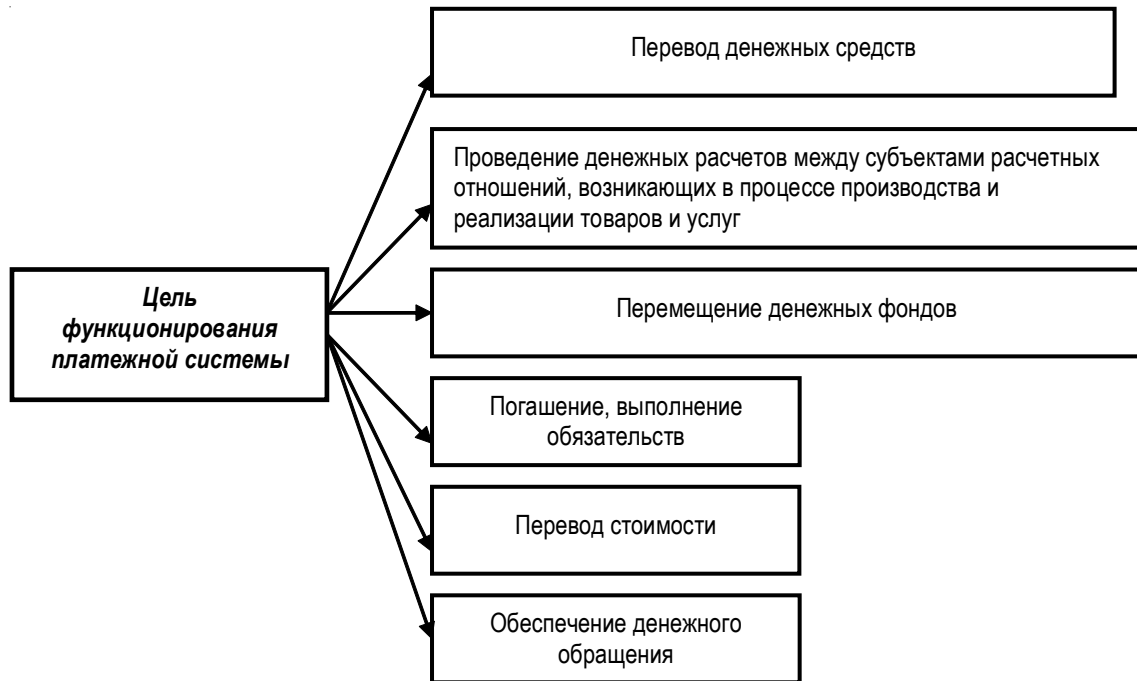 Перевод денежных средств
Проведение денежных расчетов между субъектами расчетных
отношений, возникающих в процессе производства и
реализации товаров и услуг
Цель
функционирования
платежной системы
Перемещение денежных фондов
Погашение, выполнение
обязательств
Перевод стоимости
Обеспечение денежного
обращения